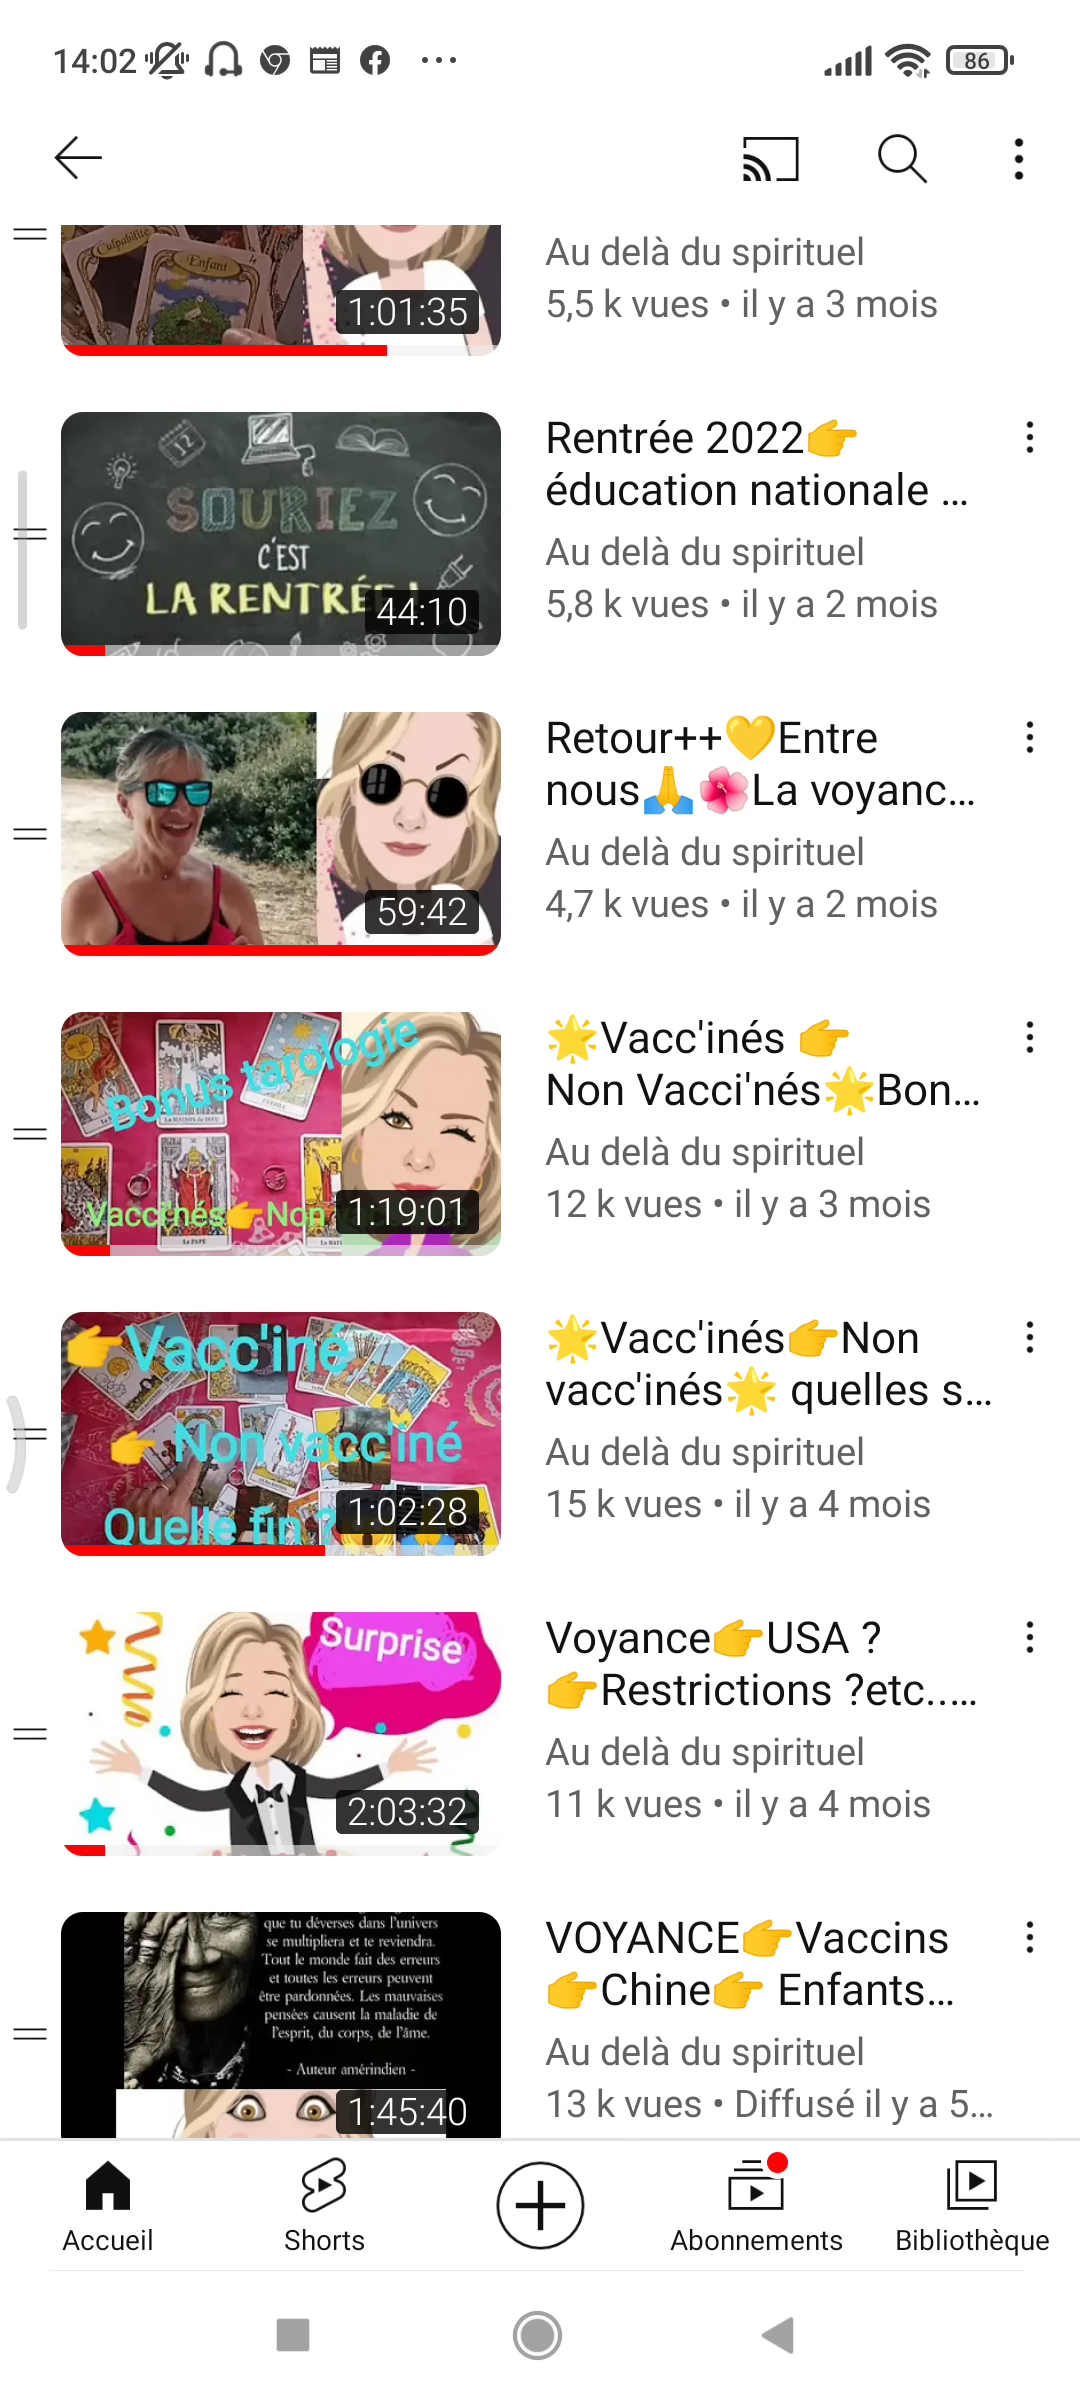 14:02
86
Culpabilité
Enfant
1:01:35
Au delà du spirituel
5,5 k vues • il y a 3 mois
12
SOURIEZ
C'EST
LA RENTRÉE !
44:10
Rentrée 2022👉
éducation nationale ...
Au delà du spirituel
5,8 k vues • il y a 2 mois
59:42
Retour++💛Entre
nous🙏🌺La voyanc...
Au delà du spirituel
4,7 k vues • il y a 2 mois
Bonus tarologie
Vacci'nés👉Non
LE PAPE
1:19:01
🌟Vacc'inés 👉
Non Vacci'nés🌟Bon...
Au delà du spirituel
12 k vues • il y a 3 mois
👉Vacc'iné
👉 Non vacc'iné
Quelle fin ?
1:02:28
🌟Vacc'inés👉Non
vacc'inés🌟 quelles s...
Au delà du spirituel
15 k vues • il y a 4 mois
Surprise
2:03:32
Voyance👉USA ?
👉Restrictions ?etc.....
Au delà du spirituel
11 k vues • il y a 4 mois
que tu déverses dans l'univers
se multipliera et te reviendra.
Tout le monde fait des erreurs
et toutes les erreurs peuvent
être pardonnées. Les mauvaises
pensées causent la maladie de
l'esprit, du corps, de l'âme.
- Auteur amérindien -
1:45:40
VOYANCE👉Vaccins
👉Chine👉 Enfants...
Au delà du spirituel
13 k vues • Diffusé il y a 5...
Accueil
Shorts
Abonnements
Bibliothèque